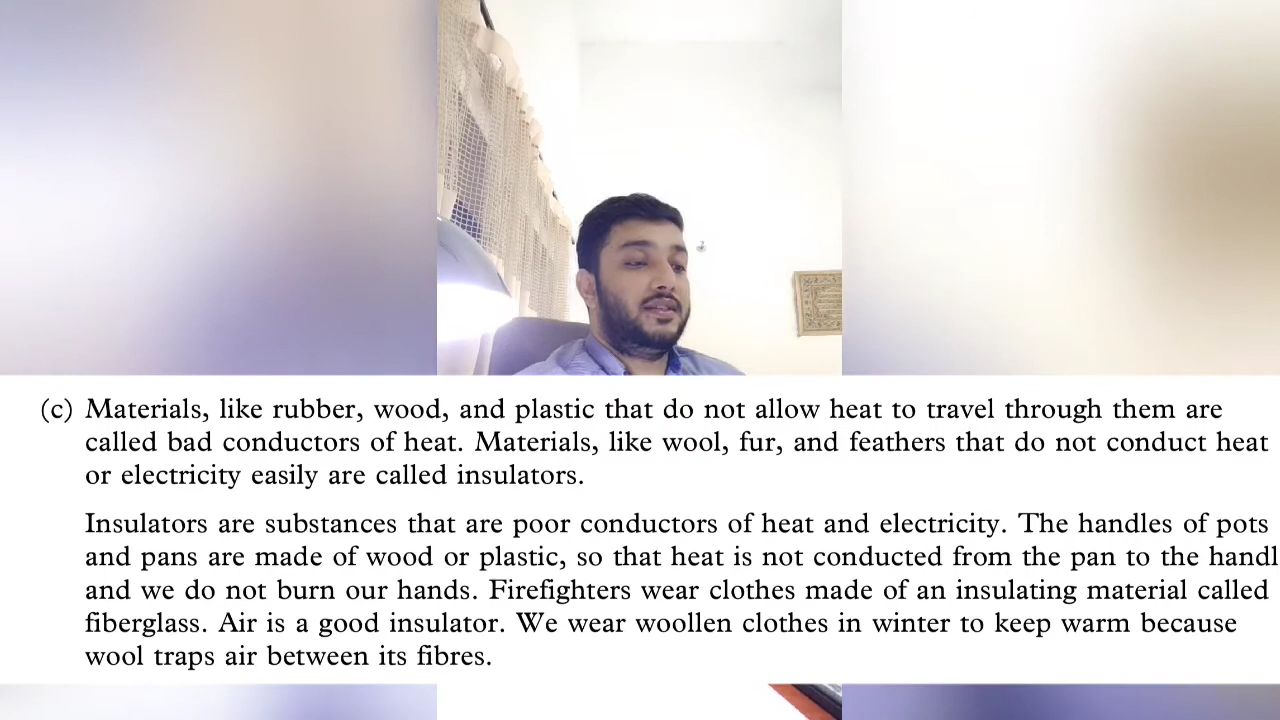 (c) Materials, like rubber, wood, and plastic that do not allow heat to travel through them are
called bad conductors of heat. Materials, like wool, fur, and feathers that do not conduct heat
or electricity easily are called insulators.
Insulators are substances that are poor conductors of heat and electricity. The handles of pots
and pans are made of wood or plastic, so that heat is not conducted from the pan to the handl
and we do not burn our hands. Firefighters wear clothes made of an insulating material called
fiberglass. Air is a good insulator. We wear woollen clothes in winter to keep warm because
wool traps air between its fibres.